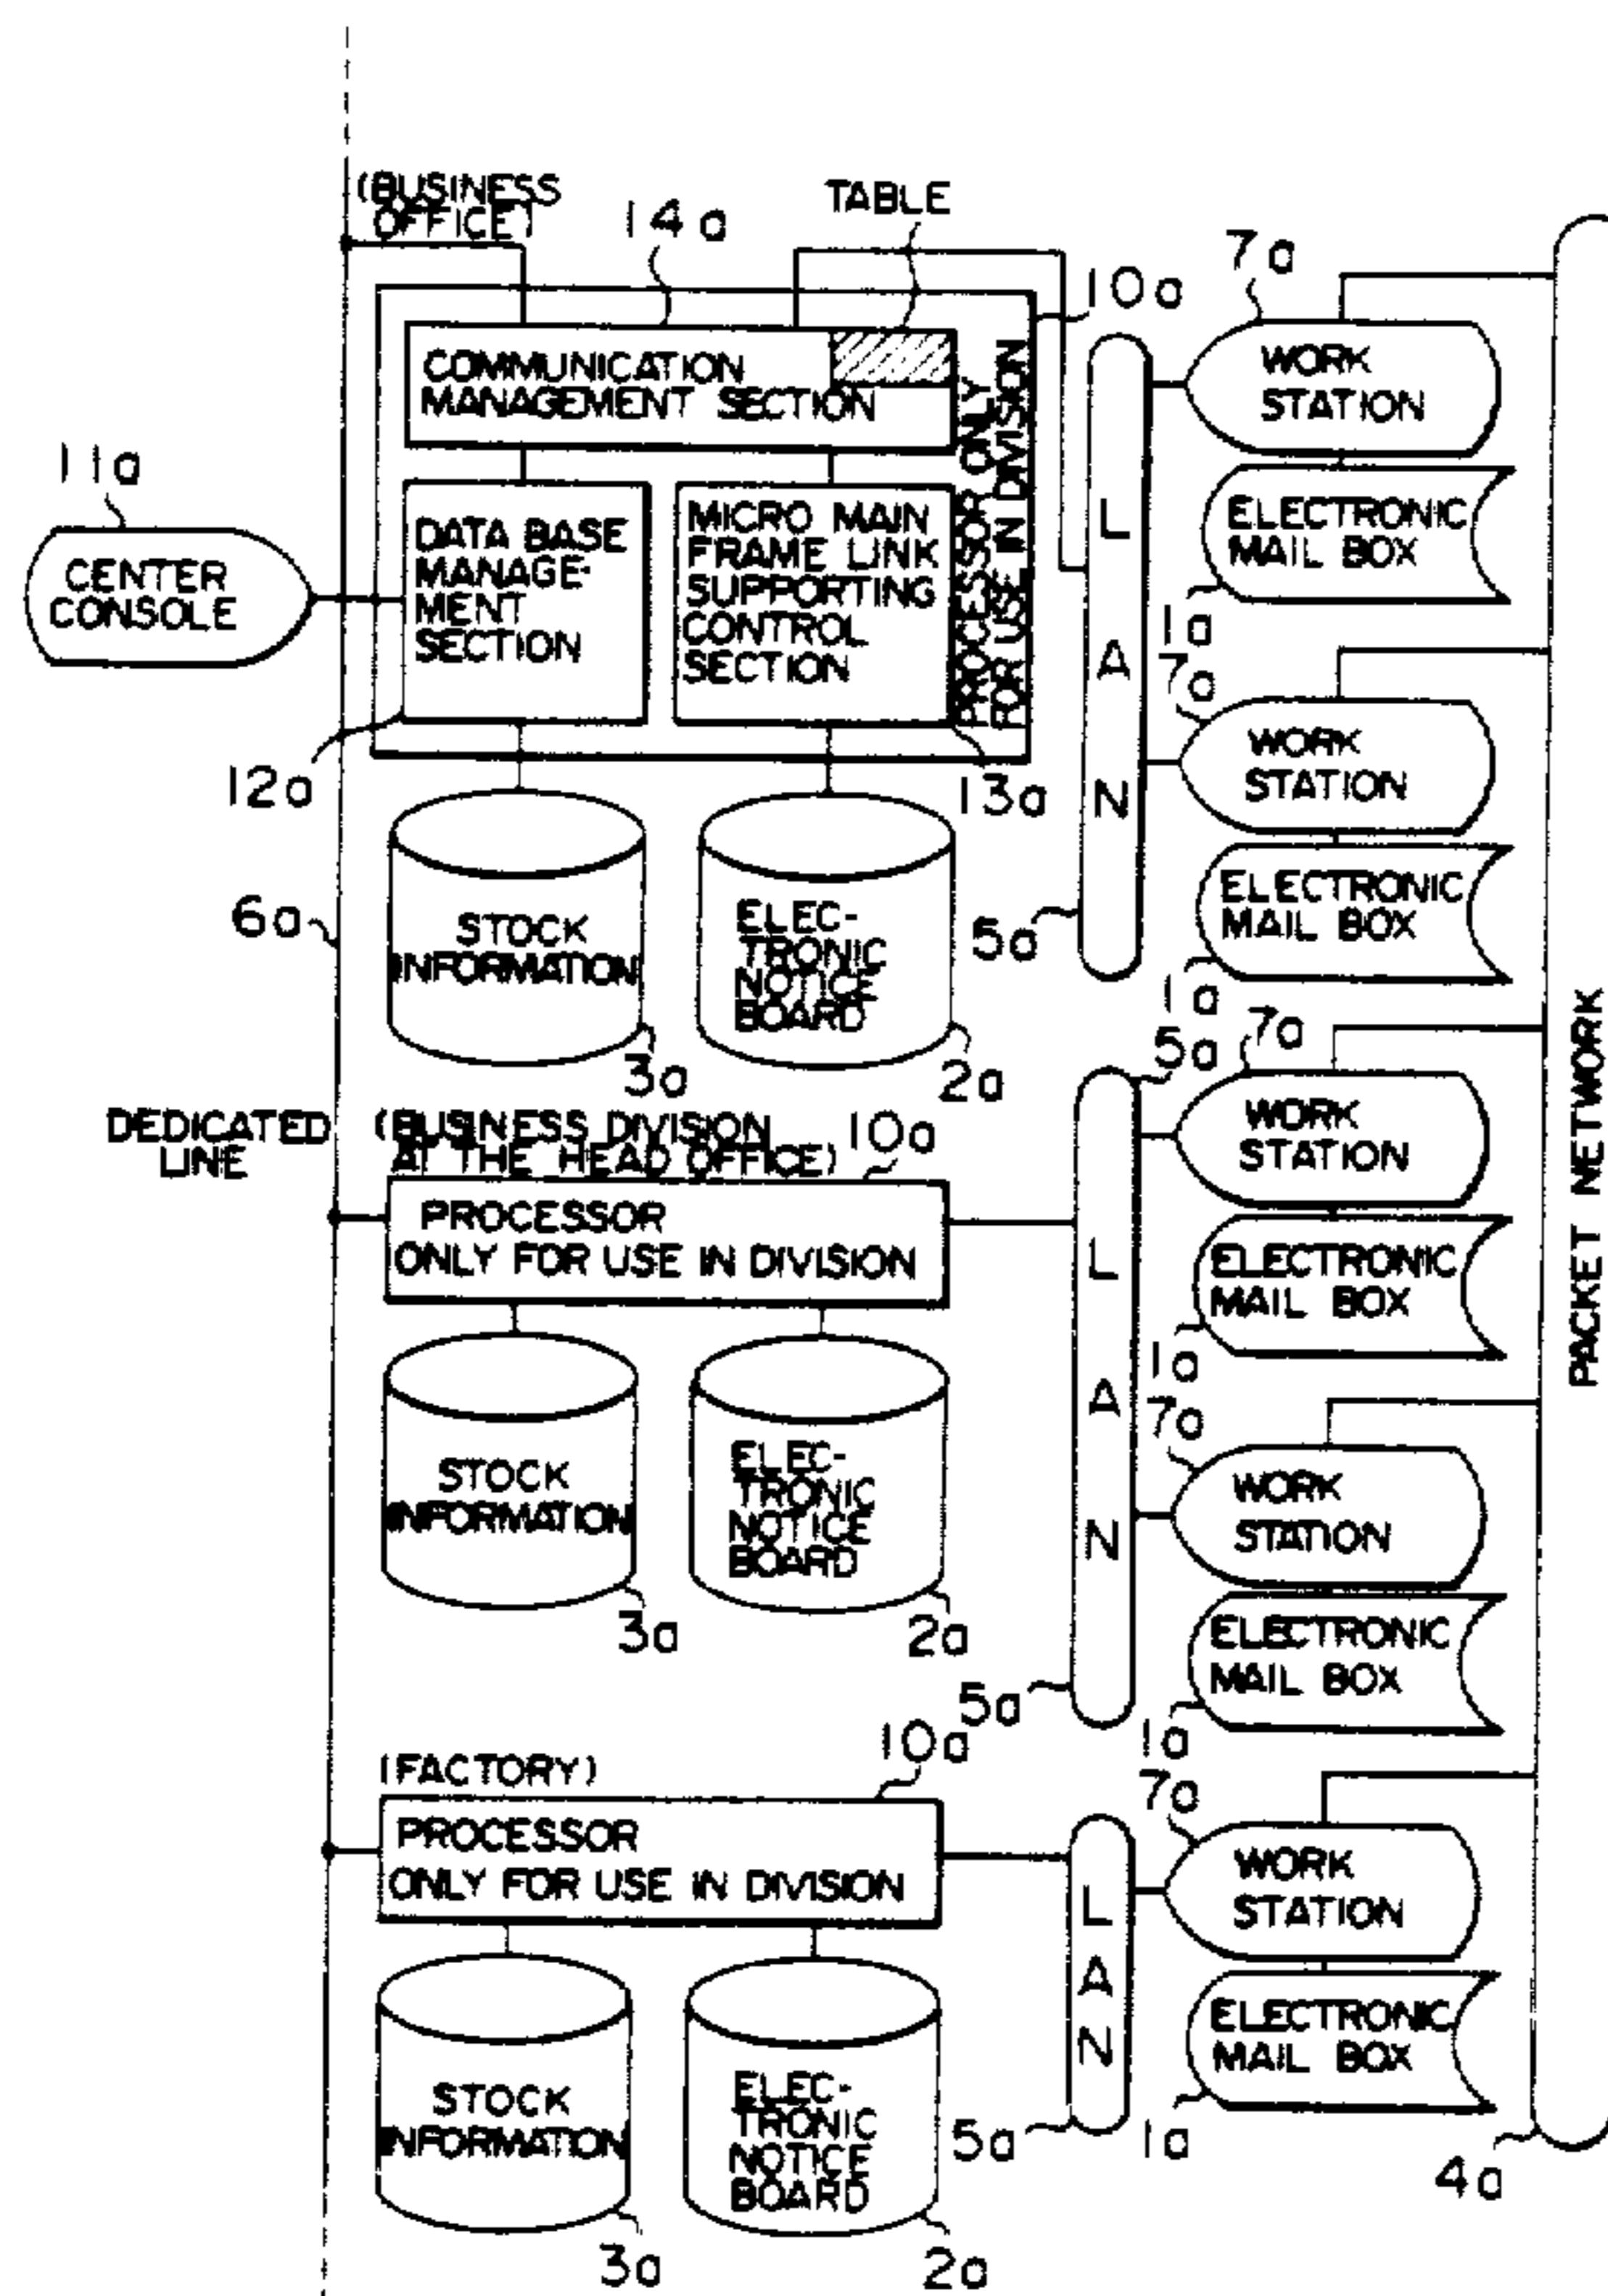 (BUSINESS
OFFICE)
14a
TABLE
7a
10a
COMMUNICATION
MANAGEMENT SECTION
PROCESSOR ONLY
FOR USE IN DIVISION
WORK
STATION
11a
CENTER
CONSOLE
DATA BASE
MANAGE-
MENT
SECTION
MICRO MAIN
FRAME LINK
SUPPORTING
CONTROL
SECTION
LAN
ELECTRONIC
MAIL BOX
1a
7a
WORK
STATION
12a
13a
6a
STOCK
INFORMATION
ELEC-
TRONIC
NOTICE
BOARD
5a
ELECTRONIC
MAIL BOX
1a
3a
2a
5a
7a
PACKET NETWORK
DEDICATED
LINE
(BUSINESS DIVISION
AT THE HEAD OFFICE)
10a
WORK
STATION
PROCESSOR
ONLY FOR USE IN DIVISION
LAN
ELECTRONIC
MAIL BOX
1a
7a
STOCK
INFORMATION
ELEC-
TRONIC
NOTICE
BOARD
WORK
STATION
3a
2a
5a
ELECTRONIC
MAIL BOX
1a
(FACTORY)
10a
7a
PROCESSOR
ONLY FOR USE IN DIVISION
LAN
WORK
STATION
STOCK
INFORMATION
ELEC-
TRONIC
NOTICE
BOARD
ELECTRONIC
MAIL BOX
5a
1a
4a
3a
2a